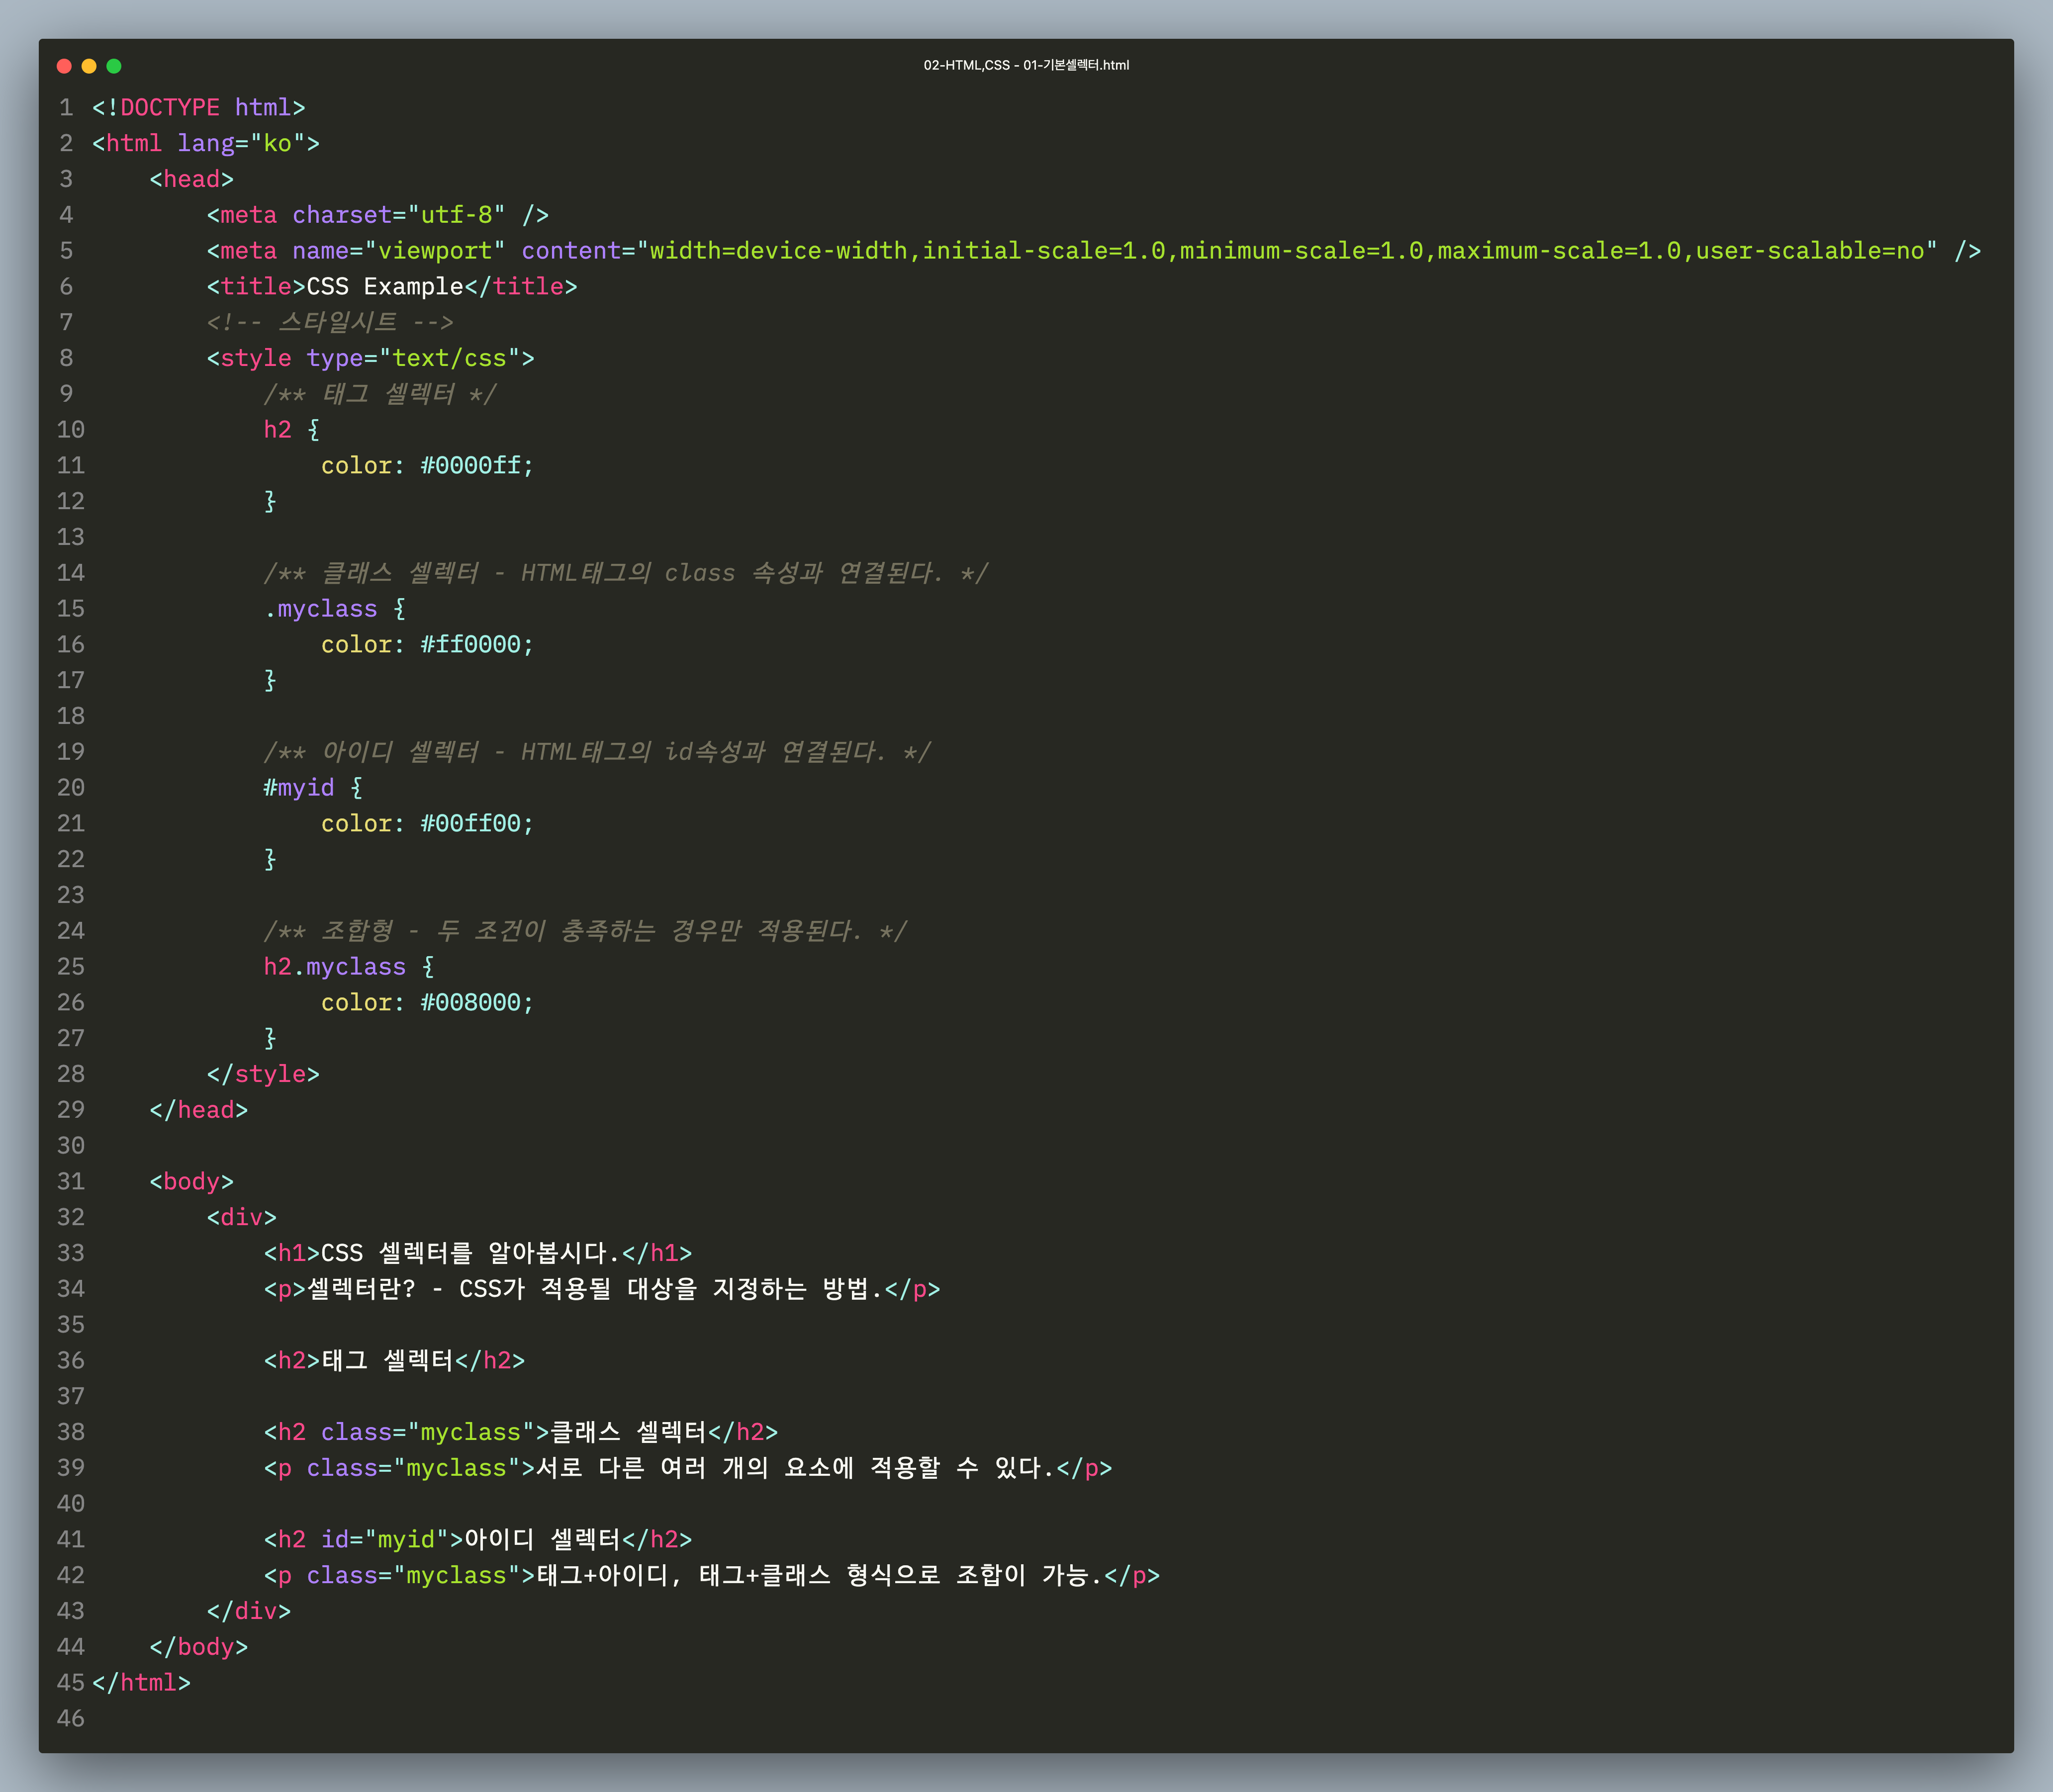 02-HTML,CSS - 01-기본셀렉터.html
1 <!DOCTYPE html>
2 <html lang="ko">
3     <head>
4         <meta charset="utf-8" />
5         <meta name="viewport" content="width=device-width,initial-scale=1.0,minimum-scale=1.0,maximum-scale=1.0,user-scalable=no" />
6         <title>CSS Example</title>
7         <!-- 스타일시트 -->
8         <style type="text/css">
9             /** 태그 셀렉터 */
10             h2 {
11                 color: #0000ff;
12             }
13
14             /** 클래스 셀렉터 - HTML태그의 class 속성과 연결된다. */
15             .myclass {
16                 color: #ff0000;
17             }
18
19             /** 아이디 셀렉터 - HTML태그의 id속성과 연결된다. */
20             #myid {
21                 color: #00ff00;
22             }
23
24             /** 조합형 - 두 조건이 충족하는 경우만 적용된다. */
25             h2.myclass {
26                 color: #008000;
27             }
28         </style>
29     </head>
30
31     <body>
32         <div>
33             <h1>CSS 셀렉터를 알아봅시다.</h1>
34             <p>셀렉터란? - CSS가 적용될 대상을 지정하는 방법.</p>
35
36             <h2>태그 셀렉터</h2>
37
38             <h2 class="myclass">클래스 셀렉터</h2>
39             <p class="myclass">서로 다른 여러 개의 요소에 적용할 수 있다.</p>
40
41             <h2 id="myid">아이디 셀렉터</h2>
42             <p class="myclass">태그+아이디, 태그+클래스 형식으로 조합이 가능.</p>
43         </div>
44     </body>
45 </html>
46